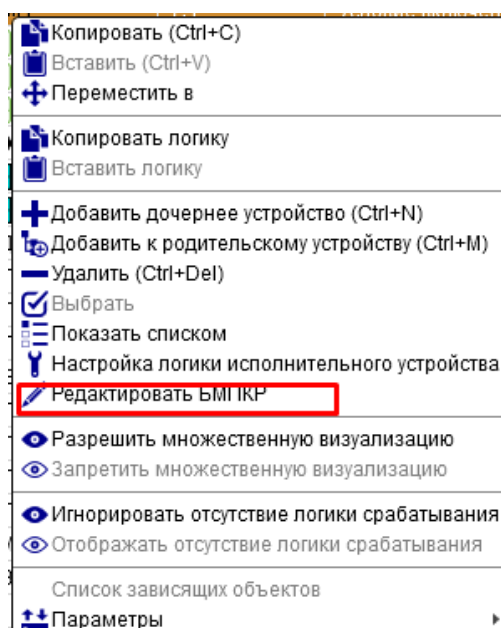 Копировать (Ctrl+C)
Вставить (Ctrl+V)
Переместить в
Копировать логику
Вставить логику
Добавить дочернее устройство (Ctrl+N)
Добавить к родительскому устройству (Ctrl+M)
Удалить (Ctrl+Del)
Выбрать
Показать списком
Настройка логики исполнительного устройства
Редактировать БМПКР
Разрешить множественную визуализацию
Запретить множественную визуализацию
Игнорировать отсутствие логики срабатывания
Отображать отсутствие логики срабатывания
Список зависящих объектов
Параметры